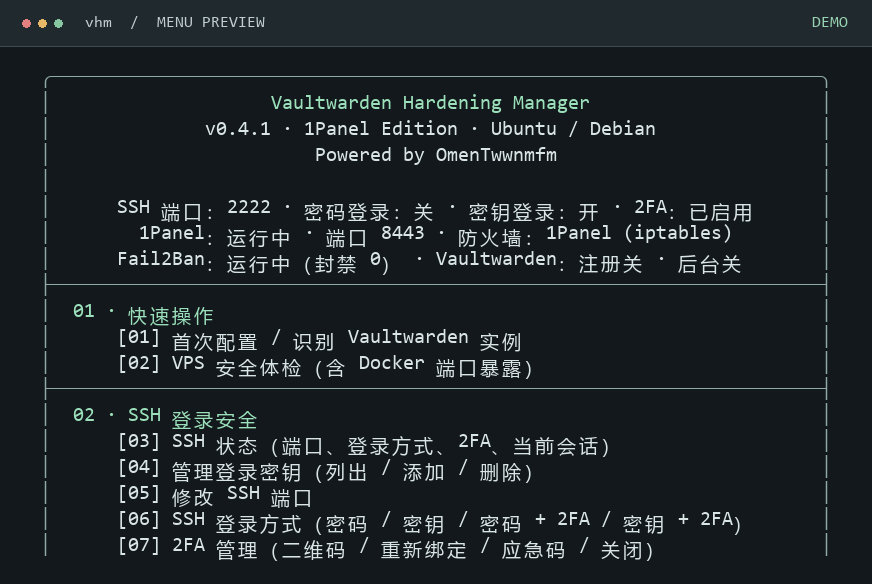 vhm / MENU PREVIEW
DEMO
Vaultwarden Hardening Manager
v0.4.1 · 1Panel Edition · Ubuntu / Debian
Powered by OmenTwwnmfm
SSH 端口: 2222 · 密码登录: 关 · 密钥登录: 开 · 2FA: 已启用
1Panel: 运行中 · 端口 8443 · 防火墙: 1Panel (iptables)
Fail2Ban: 运行中 (封禁 0) · Vaultwarden: 注册关 · 后台关
01 · 快速操作
[01] 首次配置 / 识别 Vaultwarden 实例
[02] VPS 安全体检 (含 Docker 端口暴露)
02 · SSH 登录安全
[03] SSH 状态 (端口、登录方式、2FA、当前会话)
[04] 管理登录密钥 (列出 / 添加 / 删除)
[05] 修改 SSH 端口
[06] SSH 登录方式 (密码 / 密钥 / 密码 + 2FA / 密钥 + 2FA)
[07] 2FA 管理 (二维码 / 重新绑定 / 应急码 / 关闭)